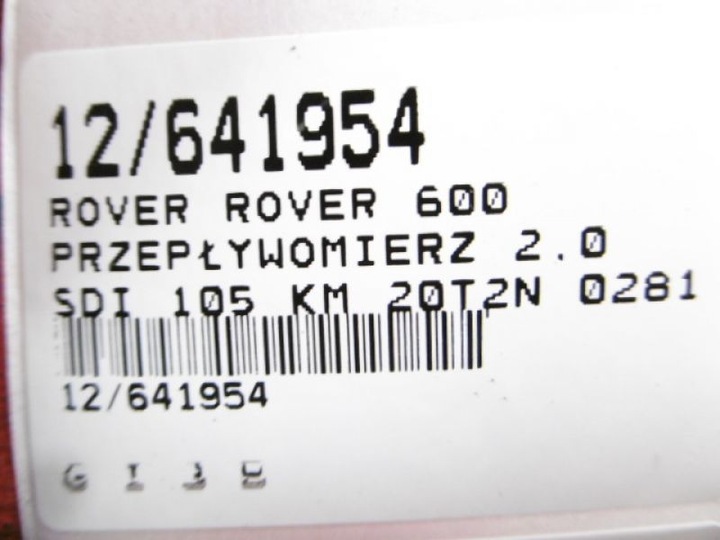 12/641954
ROVER ROVER 600
PRZEPŁYWOMIERZ 2.0
SDI 105 KM 20T2N 0281
12/641954